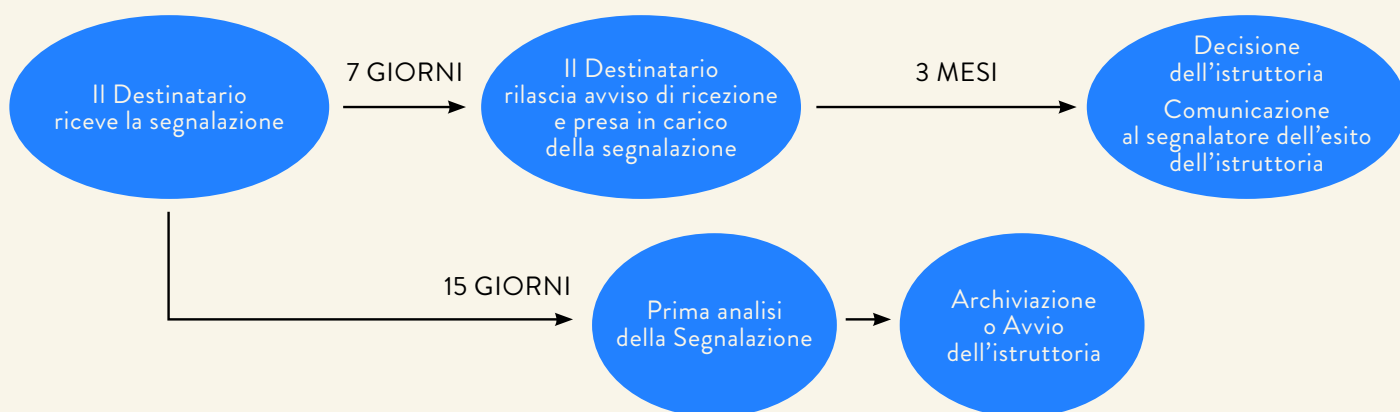 Il Destinatario
riceve la segnalazione
7 GIORNI
Il Destinatario
rilascia avviso di ricezione
e presa in carico
della segnalazione
3 MESI
Decisione
dell'istruttoria
Comunicazione
al segnalatore dell'esito
dell'istruttoria
15 GIORNI
Prima analisi
della Segnalazione
Archiviazione
o Avvio
dell'istruttoria